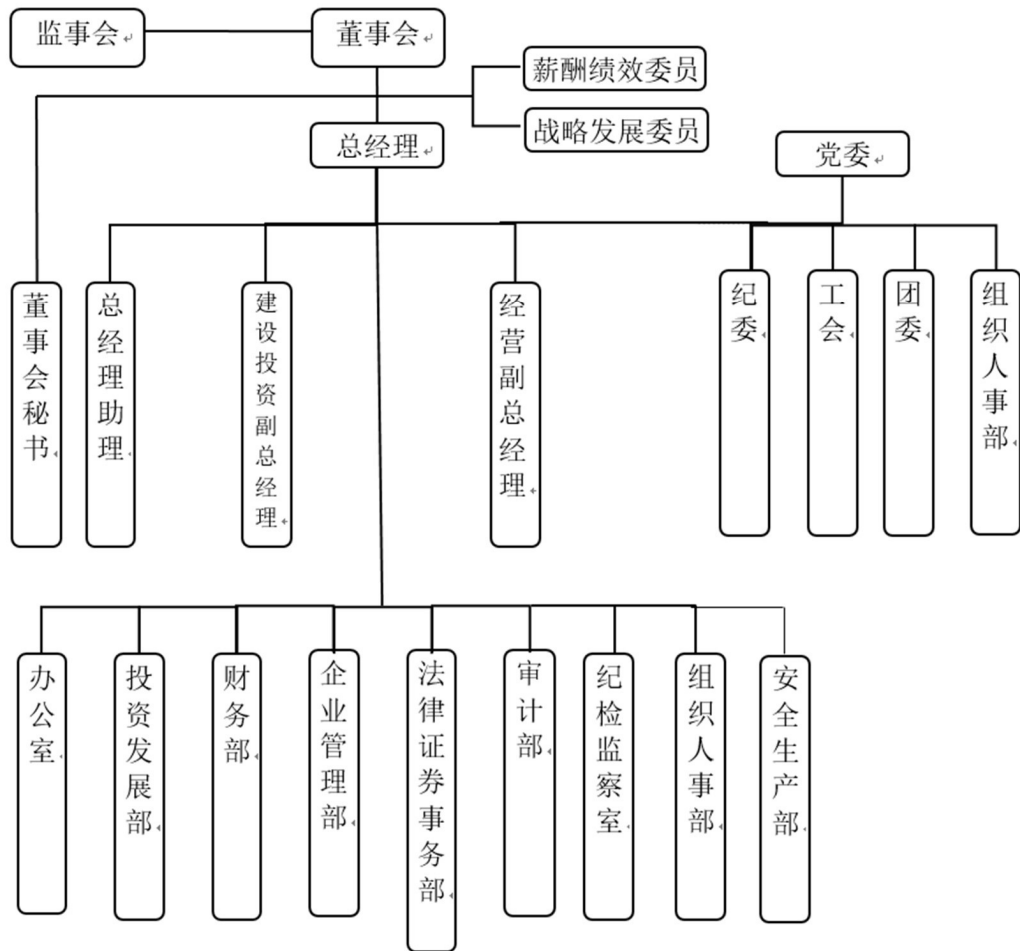 监事会
董事会
薪酬绩效委员
战略发展委员
总经理
党委
董事会秘书
总经理助理
建设投资副总经理
经营副总经理
纪委
工会
团委
组织人事部
办公室
投资发展部
财务部
企业管理部
法律证券事务部
审计部
纪检监察室
组织人事部
安全生产部